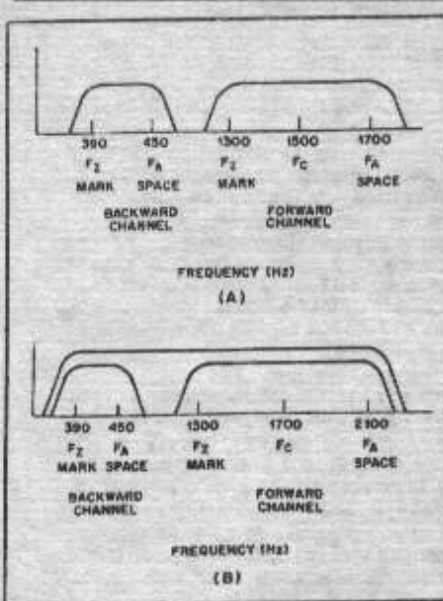 390 450 1300 1500 1700
FZ FA FZ FC FA
MARK SPACE MARK SPACE
BACKWARD CHANNEL FORWARD CHANNEL
FREQUENCY (HZ)
(A)
390 450 1300 1700 2100
FZ FA FZ FC FA
MARK SPACE MARK SPACE
BACKWARD CHANNEL FORWARD CHANNEL
FREQUENCY (HZ)
(B)